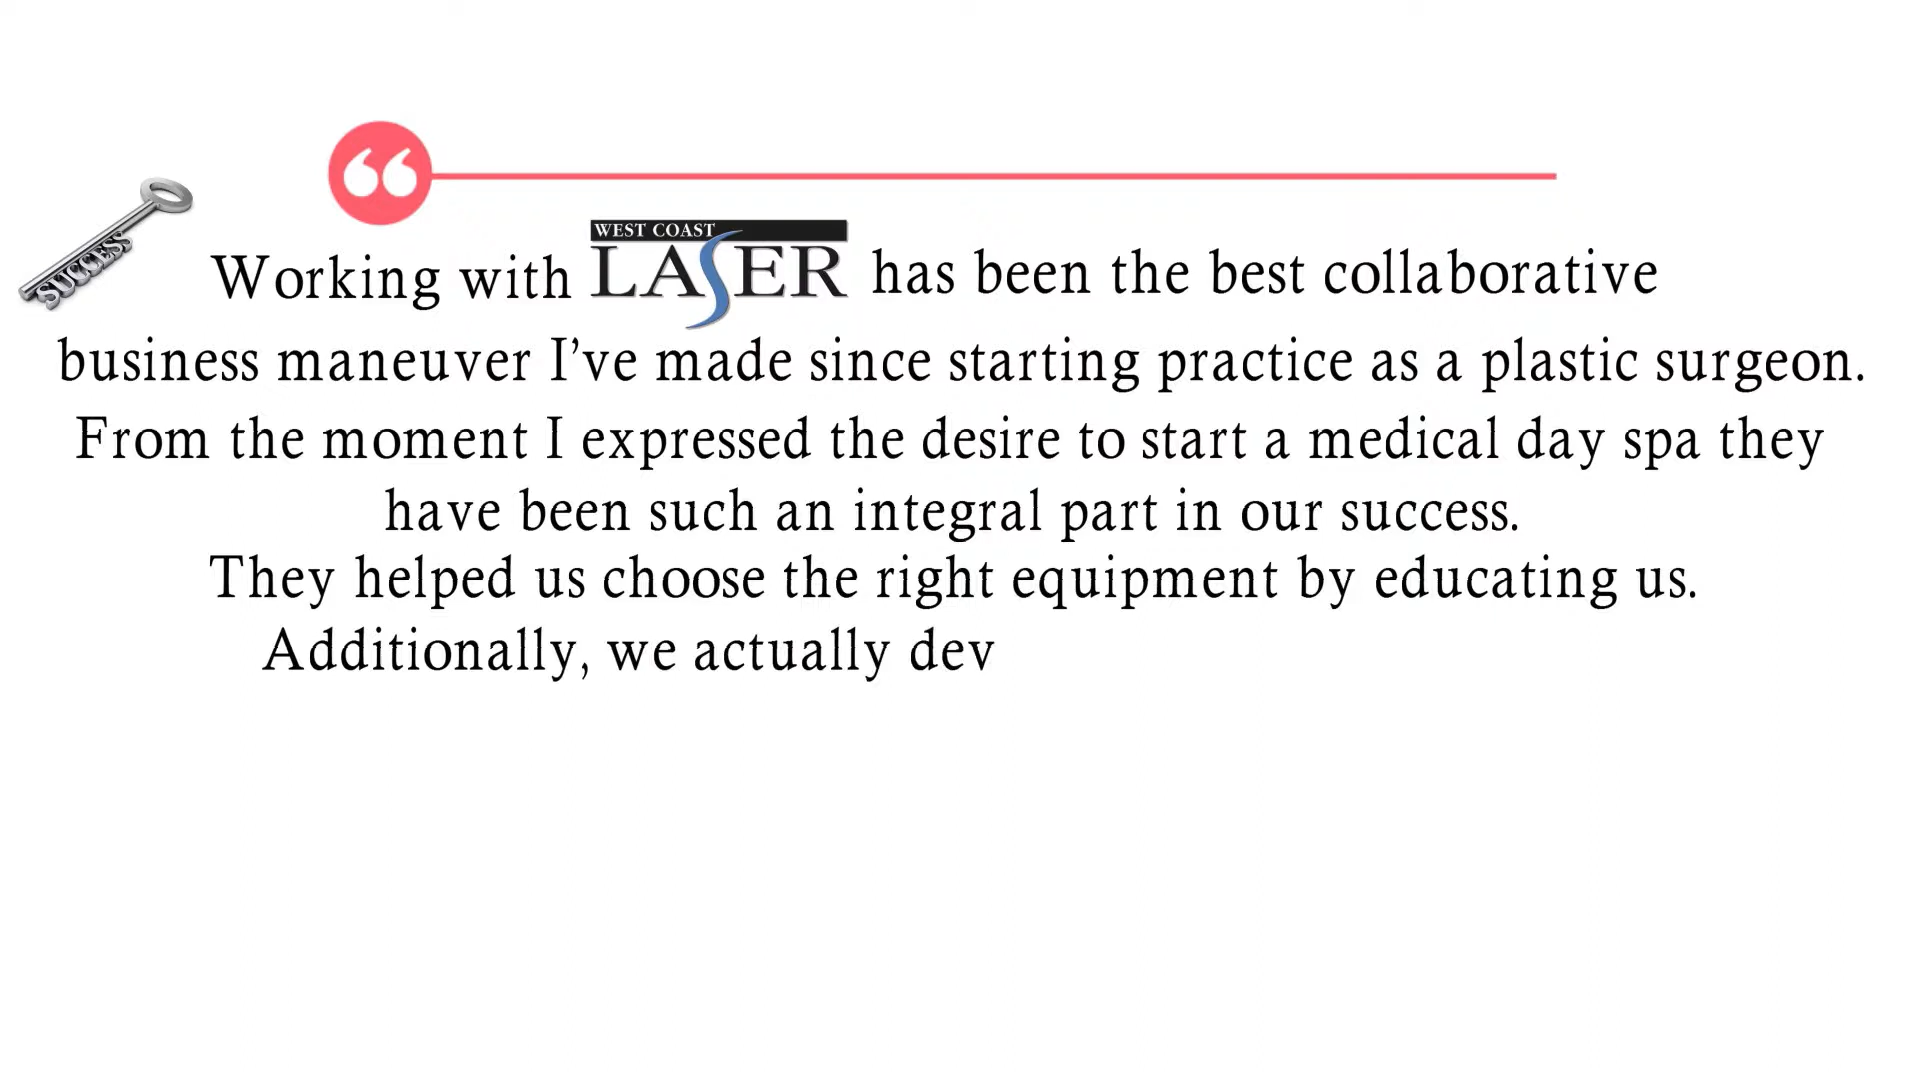 SUCCESS
Working with WEST COAST LASER has been the best collaborative
business maneuver I’ve made since starting practice as a plastic surgeon.
From the moment I expressed the desire to start a medical day spa they
have been such an integral part in our success.
They helped us choose the right equipment by educating us.
Additionally, we actually dev